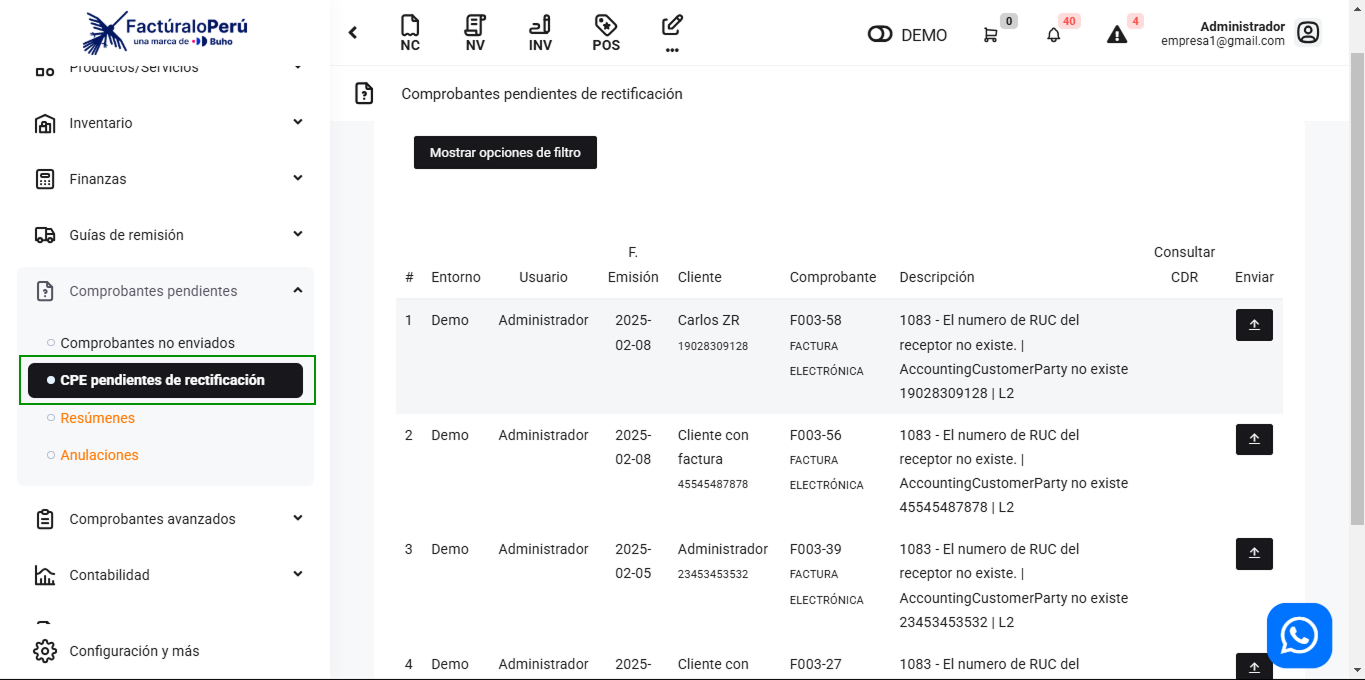 FactúraloPerú
una marca de Buho
Productos/Servicios
Inventario
Finanzas
Guías de remisión
Comprobantes pendientes
Comprobantes no enviados
CPE pendientes de rectificación
Resúmenes
Anulaciones
Comprobantes avanzados
Contabilidad
Configuración y más
NC
NV
INV
POS
...
DEMO
0
40
4
Administrador
empresa1@gmail.com
Comprobantes pendientes de rectificación
Mostrar opciones de filtro
# Entorno Usuario F. Emisión Cliente Comprobante Descripción Consultar CDR Enviar
1 Demo Administrador 2025- Carlos ZR F003-58 1083 - El numero de RUC del
02-08 19028309128 FACTURA receptor no existe. |
ELECTRÓNICA AccountingCustomerParty no existe
19028309128 | L2
2 Demo Administrador 2025- Cliente con F003-56 1083 - El numero de RUC del
02-08 factura FACTURA receptor no existe. |
45545487878 ELECTRÓNICA AccountingCustomerParty no existe
45545487878 | L2
3 Demo Administrador 2025- Administrador F003-39 1083 - El numero de RUC del
02-05 23453453532 FACTURA receptor no existe. |
ELECTRÓNICA AccountingCustomerParty no existe
23453453532 | L2
4 Demo Administrador 2025- Cliente con F003-27 1083 - El numero de RUC del